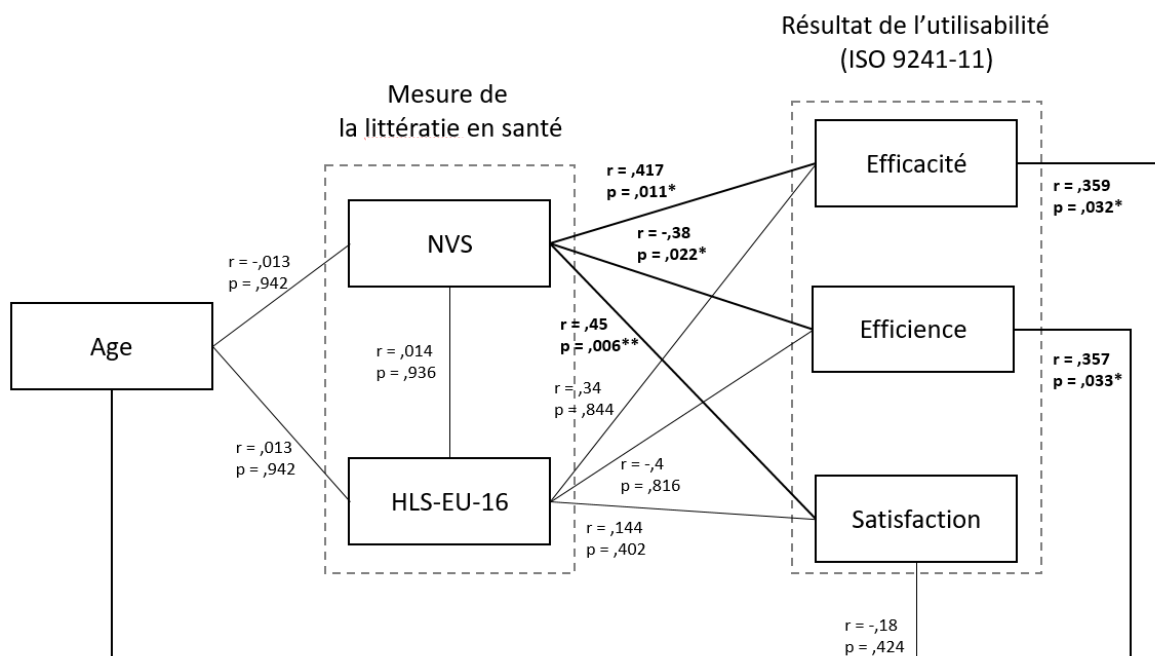 Résultat de l'utilisabilité
(ISO 9241-11)
Mesure de
la littératie en santé
Efficacité
r = ,417
p = ,011*
r = ,359
p = ,032*
NVS
r = -,38
p = ,022*
r = -,013
p = ,942
Age
r = ,014
p = ,936
r = ,45
p = ,006**
Efficience
r = ,357
p = ,033*
r = ,34
p = ,844
r = ,013
p = ,942
HLS-EU-16
r = -,4
p = ,816
Satisfaction
r = ,144
p = ,402
r = -,18
p = ,424